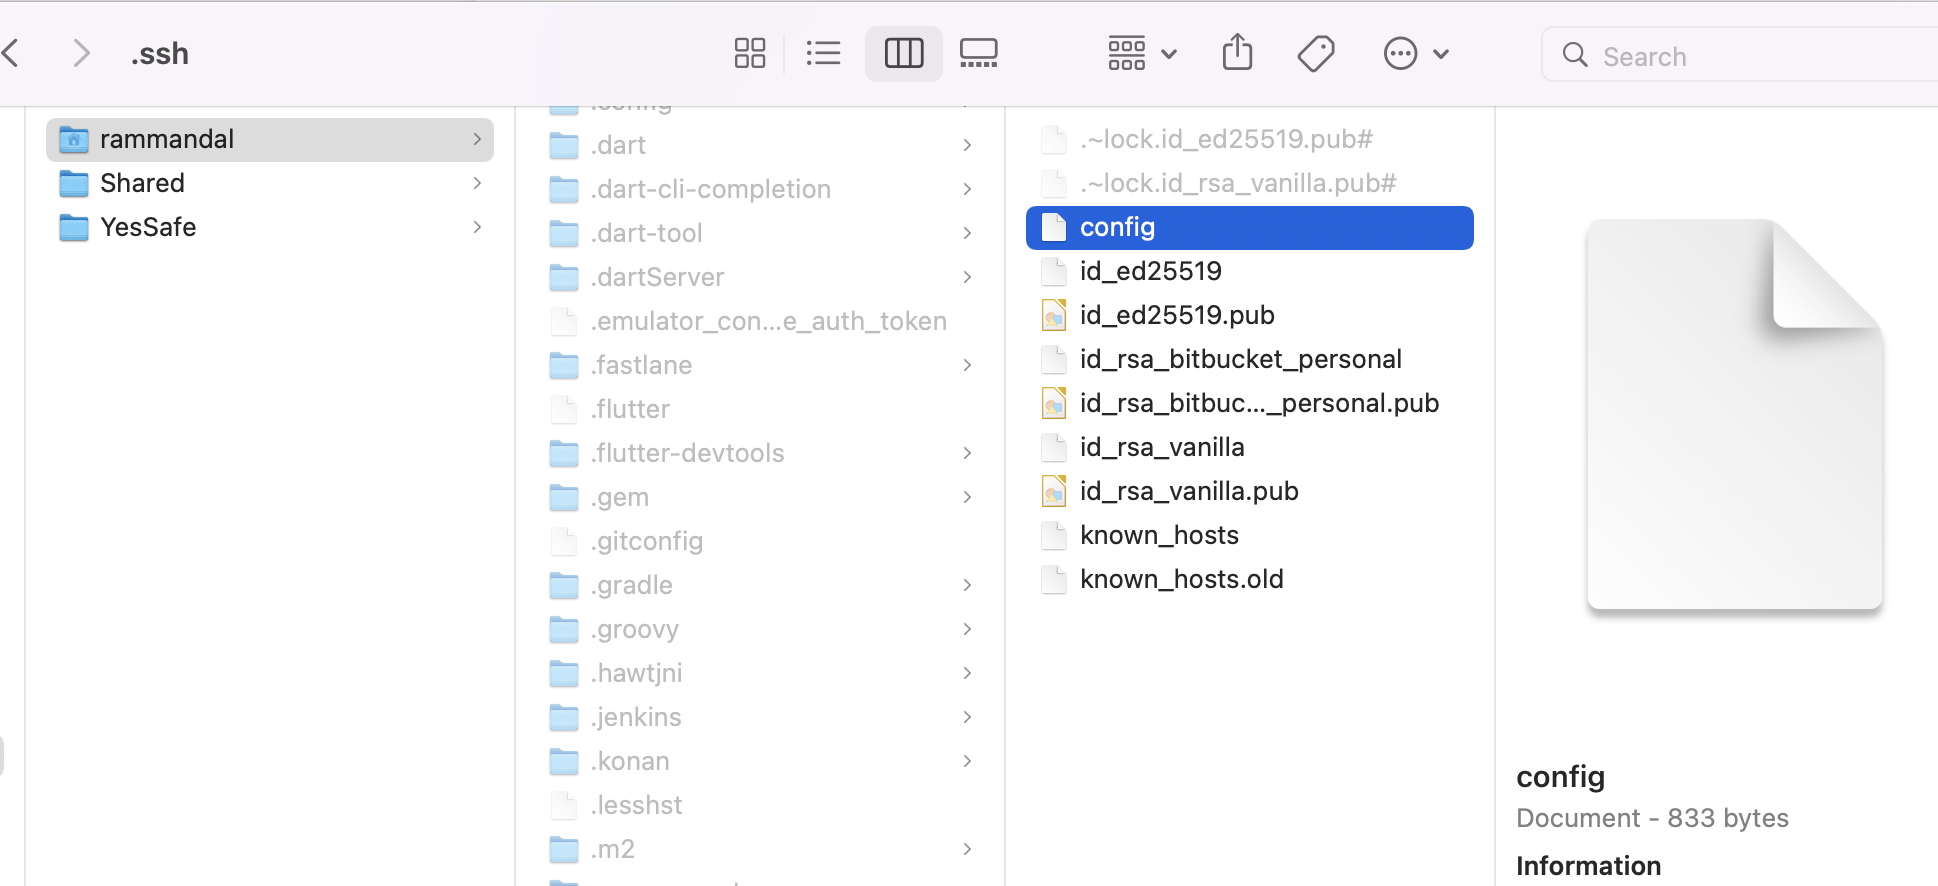 .ssh
Search
rammandal
Shared
YesSafe
.config
.dart
.dart-cli-completion
.dart-tool
.dartServer
.emulator_con...e_auth_token
.fastlane
.flutter
.flutter-devtools
.gem
.gitconfig
.gradle
.groovy
.hawtjni
.jenkins
.konan
.lesshst
.m2
.~lock.id_ed25519.pub#
.~lock.id_rsa_vanilla.pub#
config
id_ed25519
id_ed25519.pub
id_rsa_bitbucket_personal
id_rsa_bitbuc..._personal.pub
id_rsa_vanilla
id_rsa_vanilla.pub
known_hosts
known_hosts.old
config
Document - 833 bytes
Information